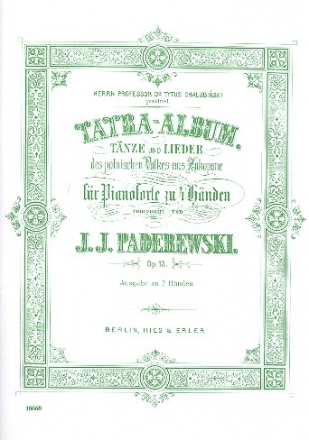 HERRN PROFESSOR DR TYTUS CHAŁUBIŃSKI
gewidmet
TATRA-ALBUM.
TÄNZE UND LIEDER
des polnischen Volkes aus Zakopane
für Pianoforte zu 4 Händen
componirt von
J. J. PADEREWSKI.
Op. 12.
Ausgabe zu 2 Händen
BERLIN, RIES & ERLER